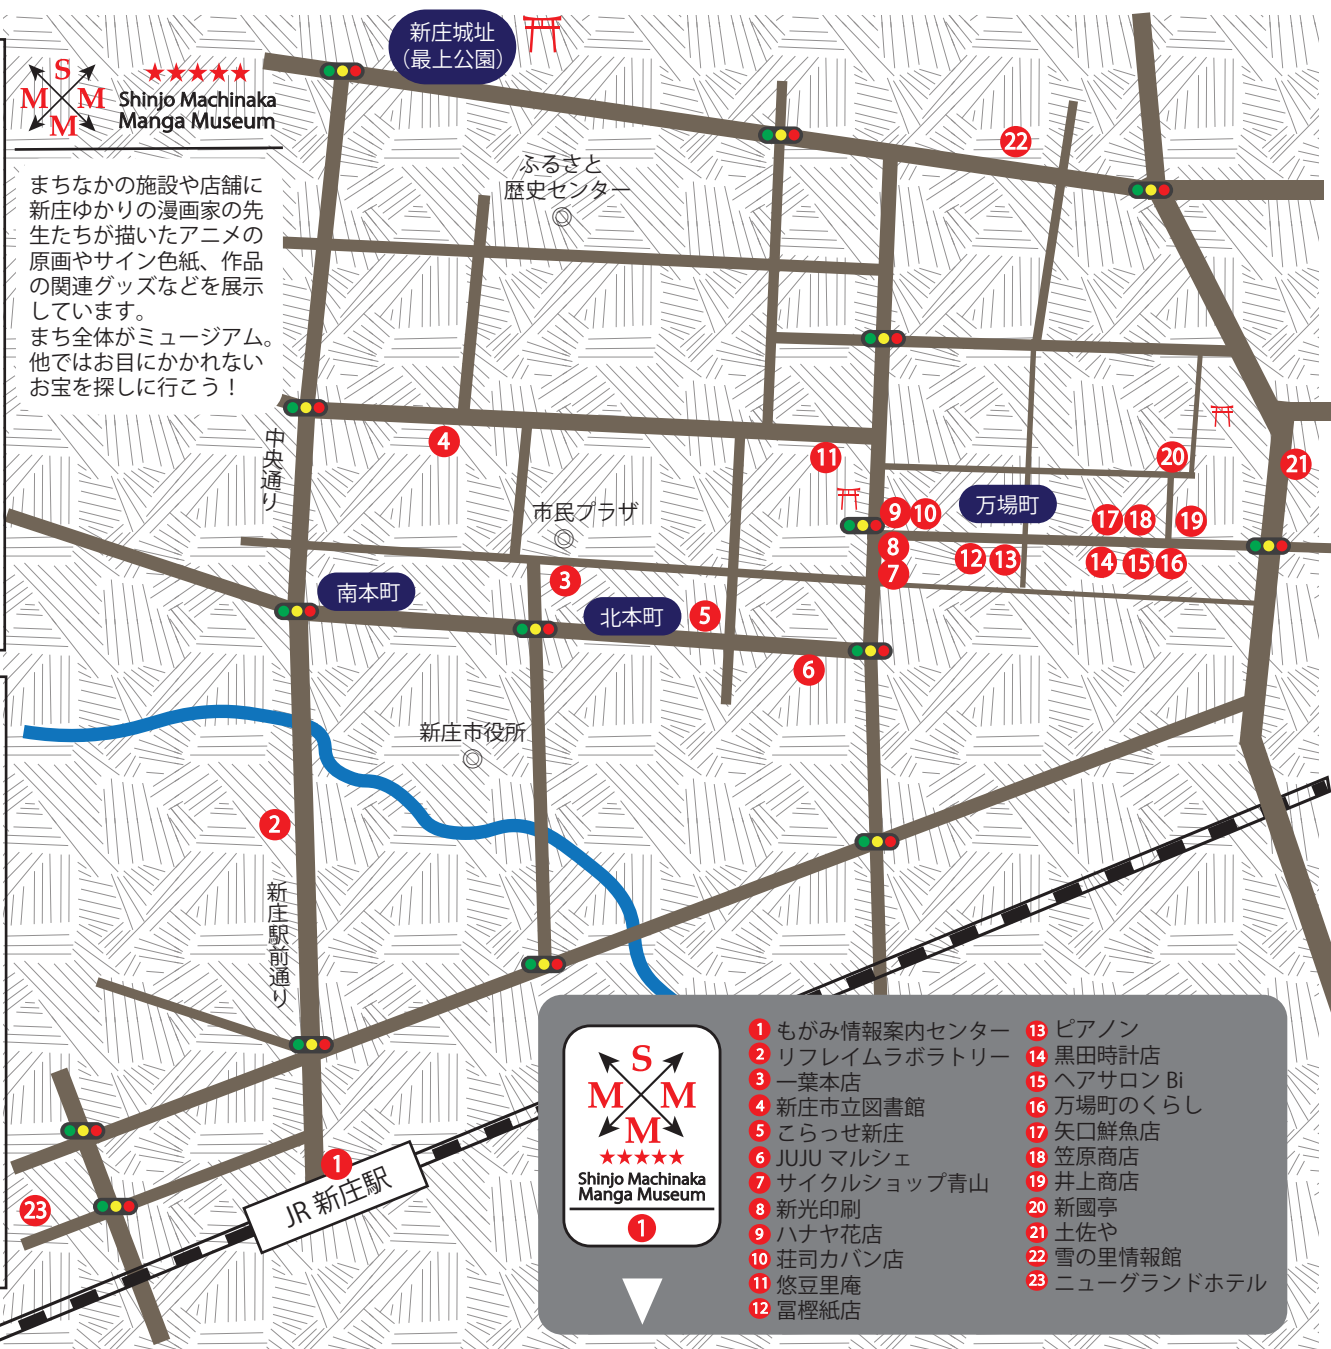 新庄城址
（最上公園）
S
M M
M
★★★★★
Shinjo Machinaka
Manga Museum
まちなかの施設や店舗に
新庄ゆかりの漫画家の先
生たちが描いたアニメの
原画やサイン色紙、作品
の関連グッズなどを展示
しています。
まち全体がミュージアム。
他ではお目にかかれない
お宝を探しに行こう！
ふるさと
歴史センター
22
中央通り
4
11
20
21
市民プラザ
9
10
万場町
17
18
19
8
7
12
13
14
15
16
3
南本町
北本町
5
6
新庄市役所
2
新庄駅前通り
1
JR 新庄駅
23
S
M M
M
★★★★★
Shinjo Machinaka
Manga Museum
1
1 もがみ情報案内センター
2 リフレイムラボラトリー
3 一葉本店
4 新庄市立図書館
5 こらっせ新庄
6 JUJU マルシェ
7 サイクルショップ青山
8 新光印刷
9 ハナヤ花店
10 荘司カバン店
11 悠豆里庵
12 冨樫紙店
13 ピアノン
14 黒田時計店
15 ヘアサロン Bi
16 万場町のくらし
17 矢口鮮魚店
18 笠原商店
19 井上商店
20 新國亭
21 土佐や
22 雪の里情報館
23 ニューグランドホテル